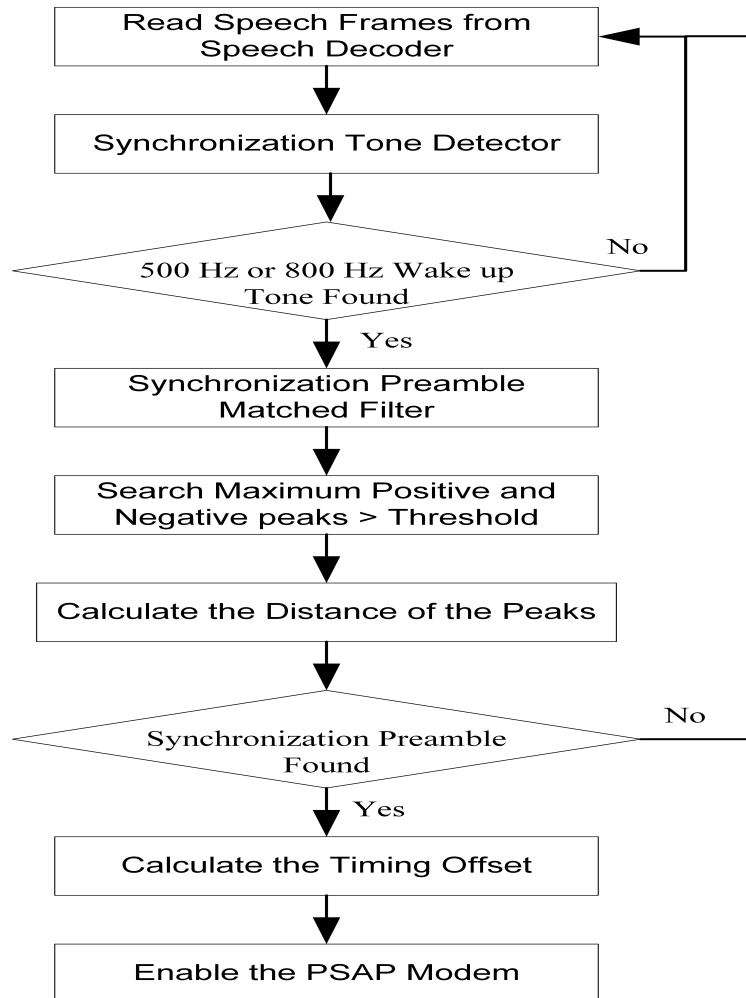 Read Speech Frames from
Speech Decoder
Synchronization Tone Detector
No
500 Hz or 800 Hz Wake up
Tone Found
Yes
Synchronization Preamble
Matched Filter
Search Maximum Positive and
Negative peaks > Threshold
Calculate the Distance of the Peaks
No
Synchronization Preamble
Found
Yes
Calculate the Timing Offset
Enable the PSAP Modem